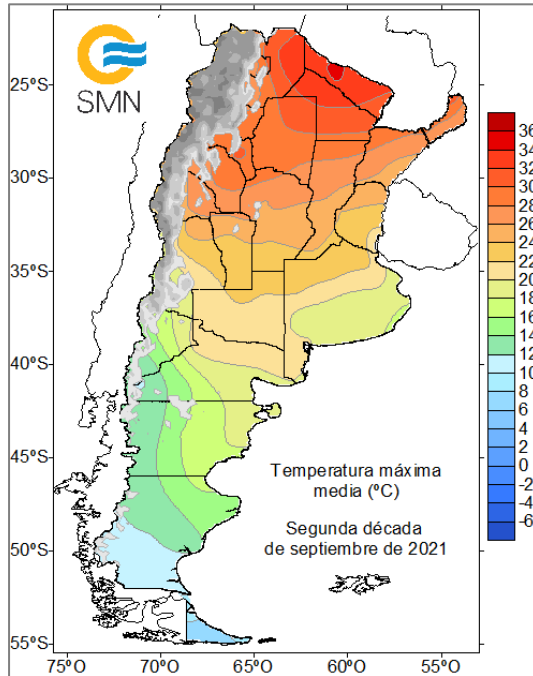 SMN
25°S
30°S
35°S
40°S
45°S
50°S
55°S
75°O
70°O
65°O
60°O
55°O
36
34
32
30
28
26
24
22
20
18
16
14
12
10
8
6
4
2
0
-2
-4
-6
Temperatura máxima
media (ºC)
Segunda década
de septiembre de 2021